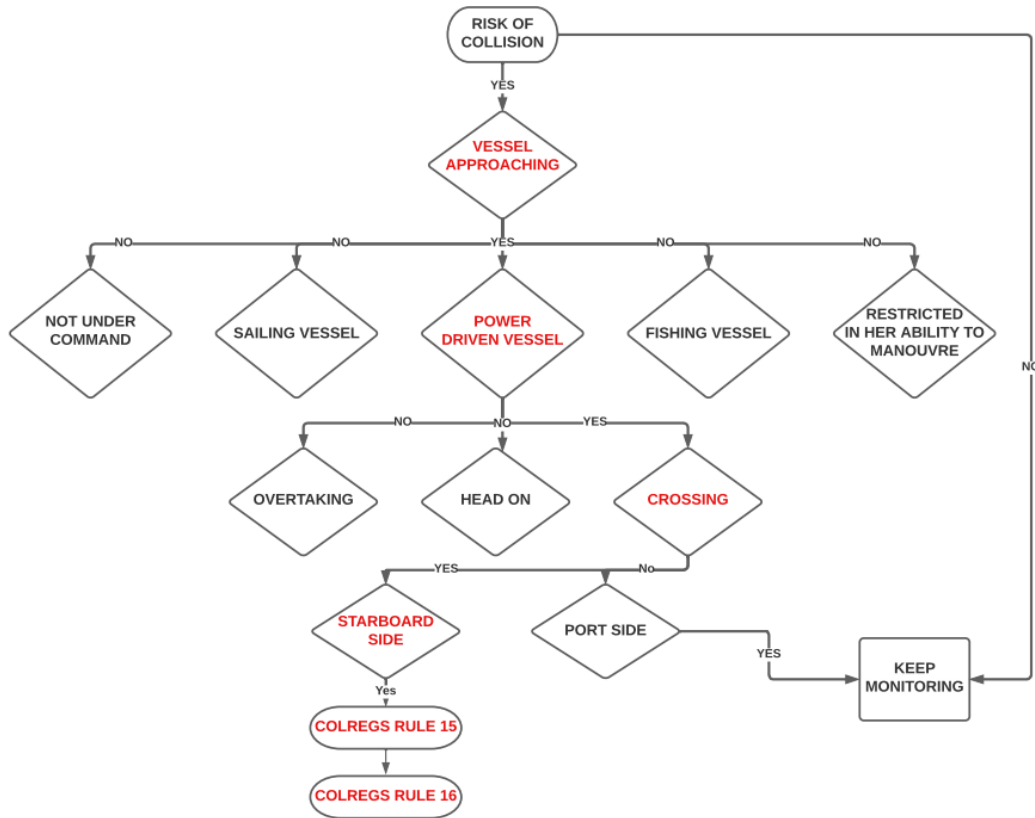 RISK OF
COLLISION
YES
VESSEL
APPROACHING
NO
NO
YES
NO
NO
NOT UNDER
COMMAND
SAILING VESSEL
POWER
DRIVEN VESSEL
FISHING VESSEL
RESTRICTED
IN HER ABILITY TO
MANOUVRE
NO
NO
NO
YES
OVERTAKING
HEAD ON
CROSSING
YES
No
STARBOARD
SIDE
PORT SIDE
YES
KEEP
MONITORING
Yes
COLREGS RULE 15
COLREGS RULE 16